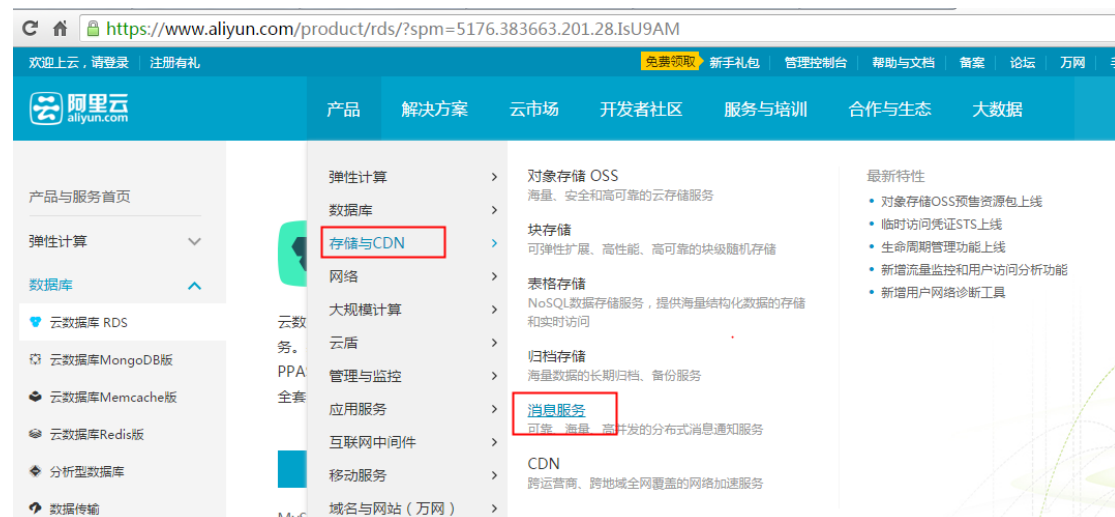 https://www.aliyun.com/product/rds/?spm=5176.383663.201.28.IsU9AM
欢迎上云，请登录 注册有礼 免费领取 新手礼包 管理控制台 帮助与文档 备案 论坛 万网
阿里云
aliyun.com
产品 解决方案 云市场 开发者社区 服务与培训 合作与生态 大数据
产品与服务首页
弹性计算
数据库
云数据库 RDS
云数据库MongoDB版
云数据库Memcache版
云数据库Redis版
分析型数据库
数据传输
云数
务。
PPA
全套
弹性计算
数据库
存储与CDN
网络
大规模计算
云盾
管理与监控
应用服务
互联网中间件
移动服务
域名与网站（万网）
对象存储 OSS
海量、安全和高可靠的云存储服务
块存储
可弹性扩展、高性能、高可靠的块级随机存储
表格存储
NoSQL数据存储服务，提供海量结构化数据的存储
和实时访问
归档存储
海量数据的长期归档、备份服务
消息服务
可靠、海量、高并发的分布式消息通知服务
CDN
跨运营商、跨地域全网覆盖的网络加速服务
最新特性
对象存储OSS预售资源包上线
临时访问凭证STS上线
生命周期管理功能上线
新增流量监控和用户访问分析功能
新增用户网络诊断工具